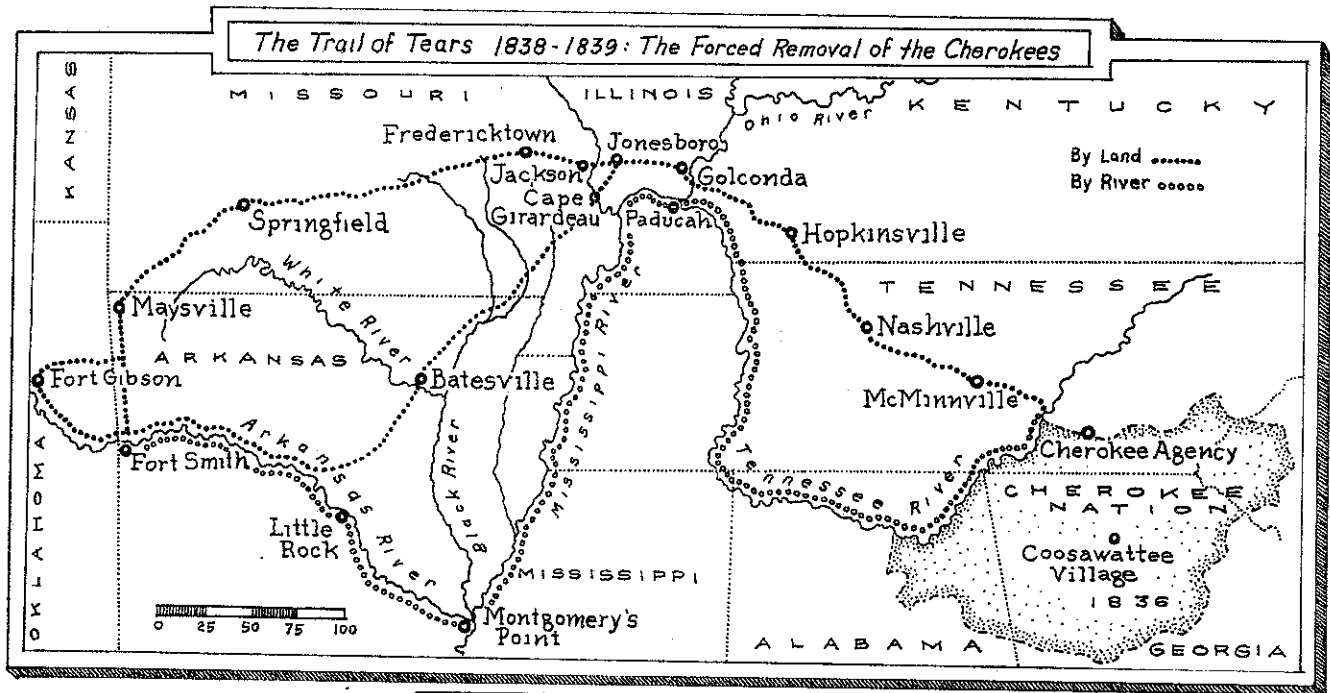 The Trail of Tears 1838-1839: The Forced Removal of the Cherokees
KANSAS
MISSOURI
ILLINOIS
KENTUCKY
Ohio River
By Land
By River
Fredericktown
Jonesboro
Jackson
Golconda
Cape
Girardeau
Paducah
Springfield
Hopkinsville
White River
TENNESSEE
Maysville
Nashville
ARKANSAS
Mississippi River
Fort Gibson
Batesville
McMinnville
OKLAHOMA
Arkansas River
Fort Smith
Black River
Tennessee River
Cherokee Agency
CHEROKEE
NATION
Little
Rock
Coosawattee
Village
1836
MISSISSIPPI
0 25 50 75 100
Montgomery's
Point
ALABAMA
GEORGIA